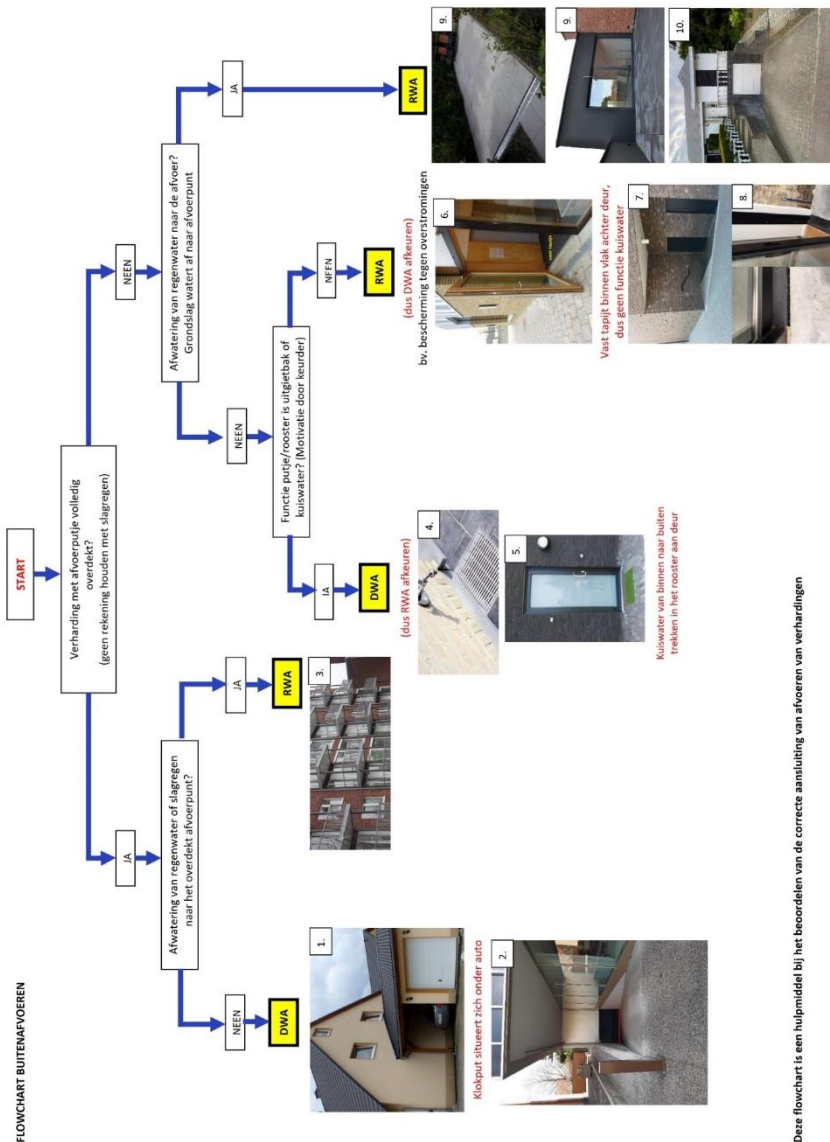 FLOWCHART BUITENAFVOEREN
START
Verharding met afvoerputje volledig
overdekt?
(geen rekening houden met slagregen)
JA
NEEN
Afwatering van regenwater of slagregen
naar het overdekt afvoerpunt?
Afwatering van regenwater naar de afvoer?
Grondslag watert af naar afvoerpunt
NEEN
JA
NEEN
JA
DWA
RWA
Functie putje/rooster is uitgietbak of
kuiswater? (Motivatie door keurder)
JA
NEEN
DWA
RWA
RWA
(dus RWA afkeuren)
(dus DWA afkeuren)
bv. bescherming tegen overstromingen
1.
Klokput situeert zich onder auto
2.
3.
4.
5.
Kuiswater van binnen naar buiten
trekken in het rooster aan deur
6.
VAST TAPIJT
Vast tapijt binnen vlak achter deur,
dus geen functie kuiswater
7.
8.
9.
9.
10.
Deze flowchart is een hulpmiddel bij het beoordelen van de correcte aansluiting van afvoeren van verhardingen